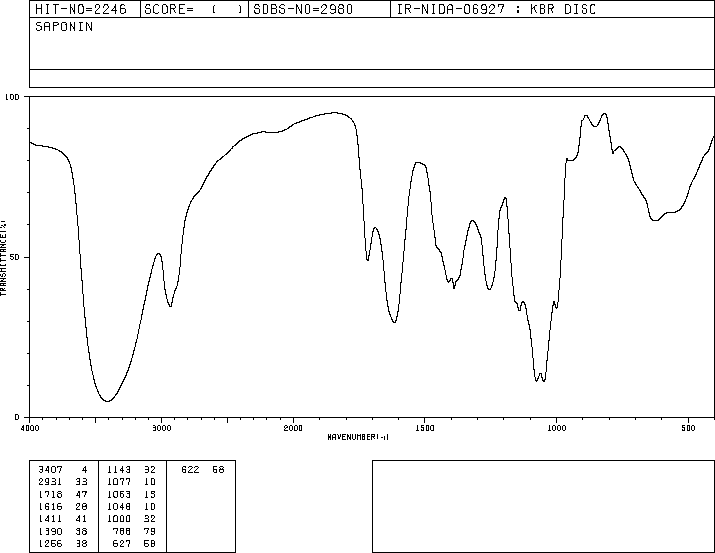 HIT-NO=2246 SCORE= ( ) SDBS-NO=2980 IR-NIDA-06927 : KBR DISC
SAPONIN
100
50
0
TRANSMITTANCE(%)
4000 3000 2000 1500 1000 500
WAVENUMBER(-1)
3407 4 1143 32 622 58
2931 33 1077 10
1718 47 1063 13
1616 28 1048 10
1411 41 1000 32
1390 38 788 79
1256 38 627 58